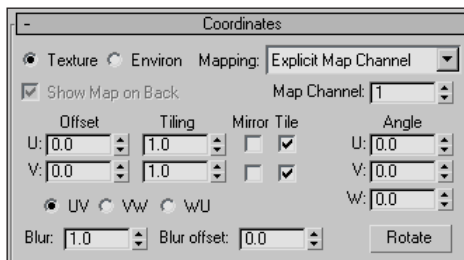 - Coordinates
Texture Environ Mapping: Explicit Map Channel
Show Map on Back Map Channel: 1
Offset Tiling Mirror Tile Angle
U: 0.0 1.0 U: 0.0
V: 0.0 1.0 V: 0.0
UV VW WU W: 0.0
Blur: 1.0 Blur offset: 0.0 Rotate